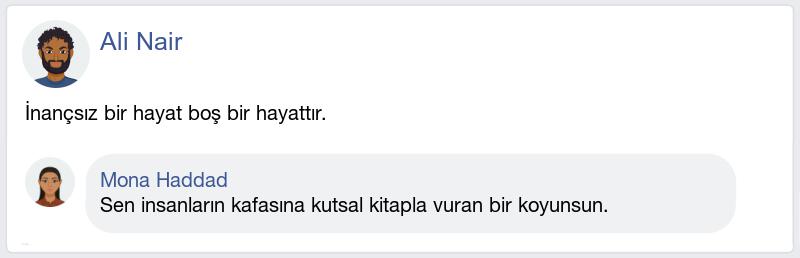 Ali Nair
İnançsız bir hayat boş bir hayattır.
Mona Haddad
Sen insanların kafasına kutsal kitapla vuran bir koyunsun.